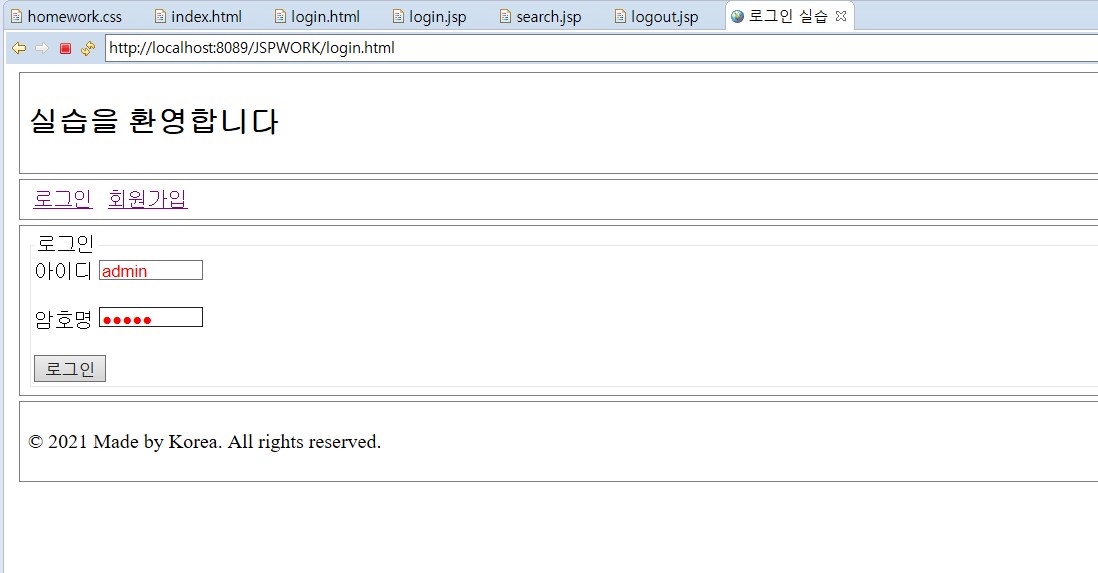 homework.css index.html login.html login.jsp search.jsp logout.jsp 로그인 실습
http://localhost:8089/JSPWORK/login.html
실습을 환영합니다
로그인 회원가입
로그인
아이디 admin
암호명 ●●●●●
로그인
© 2021 Made by Korea. All rights reserved.